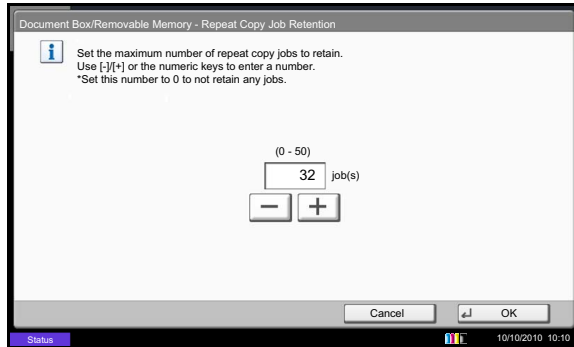 Document Box/Removable Memory - Repeat Copy Job Retention
Set the maximum number of repeat copy jobs to retain.
Use [-]/[+] or the numeric keys to enter a number.
*Set this number to 0 to not retain any jobs.
(0 - 50)
32 job(s)
Cancel
OK
Status
10/10/2010 10:10